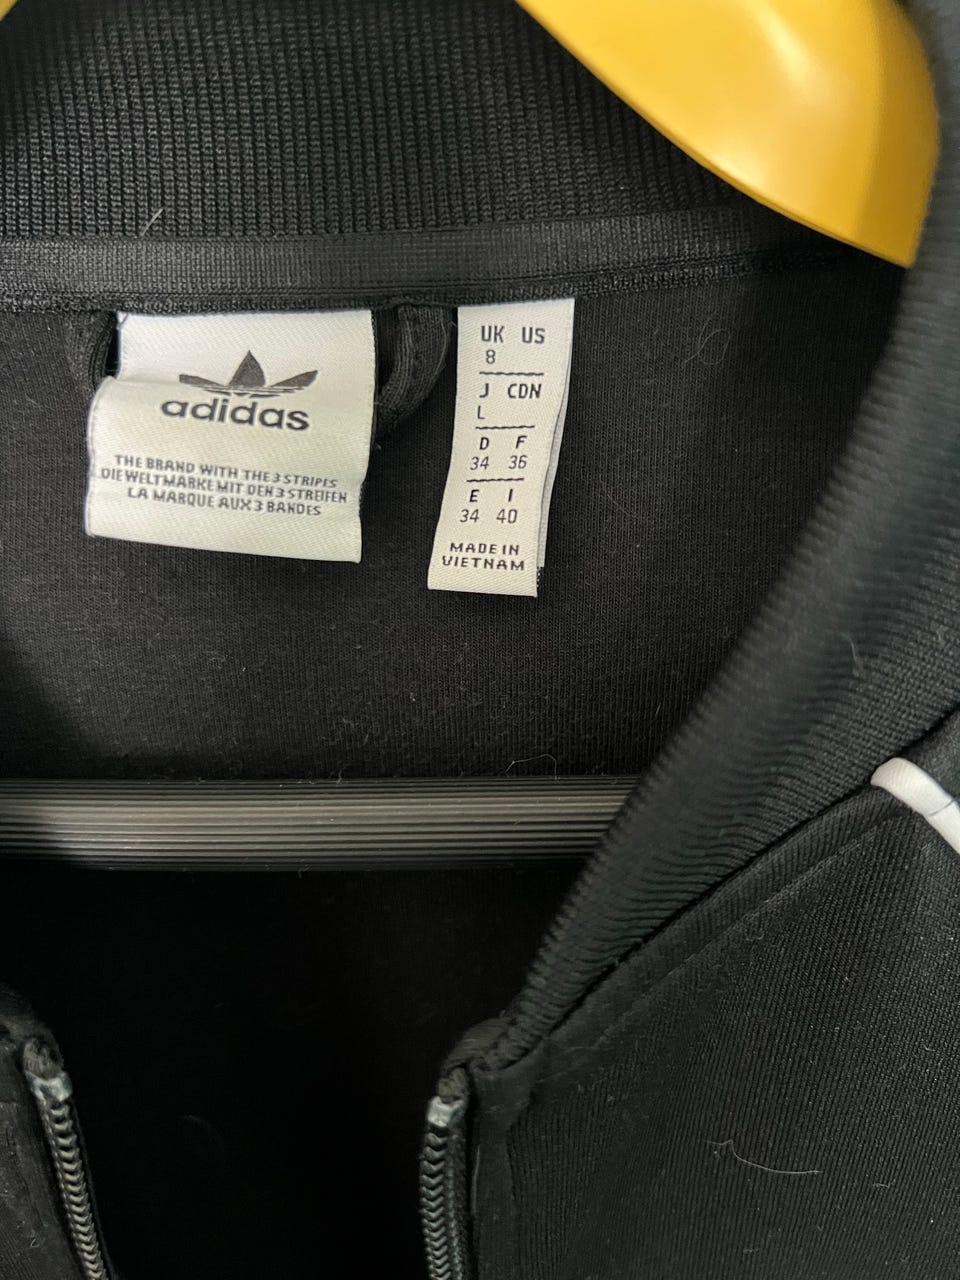 adidas
THE BRAND WITH THE 3 STRIPES
DIE WELTMARKE MIT DEN 3 STREIFEN
LA MARQUE AUX 3 BANDES
UK US
8
J CDN
L
D F
34 36
E I
34 40
MADE IN
VIETNAM